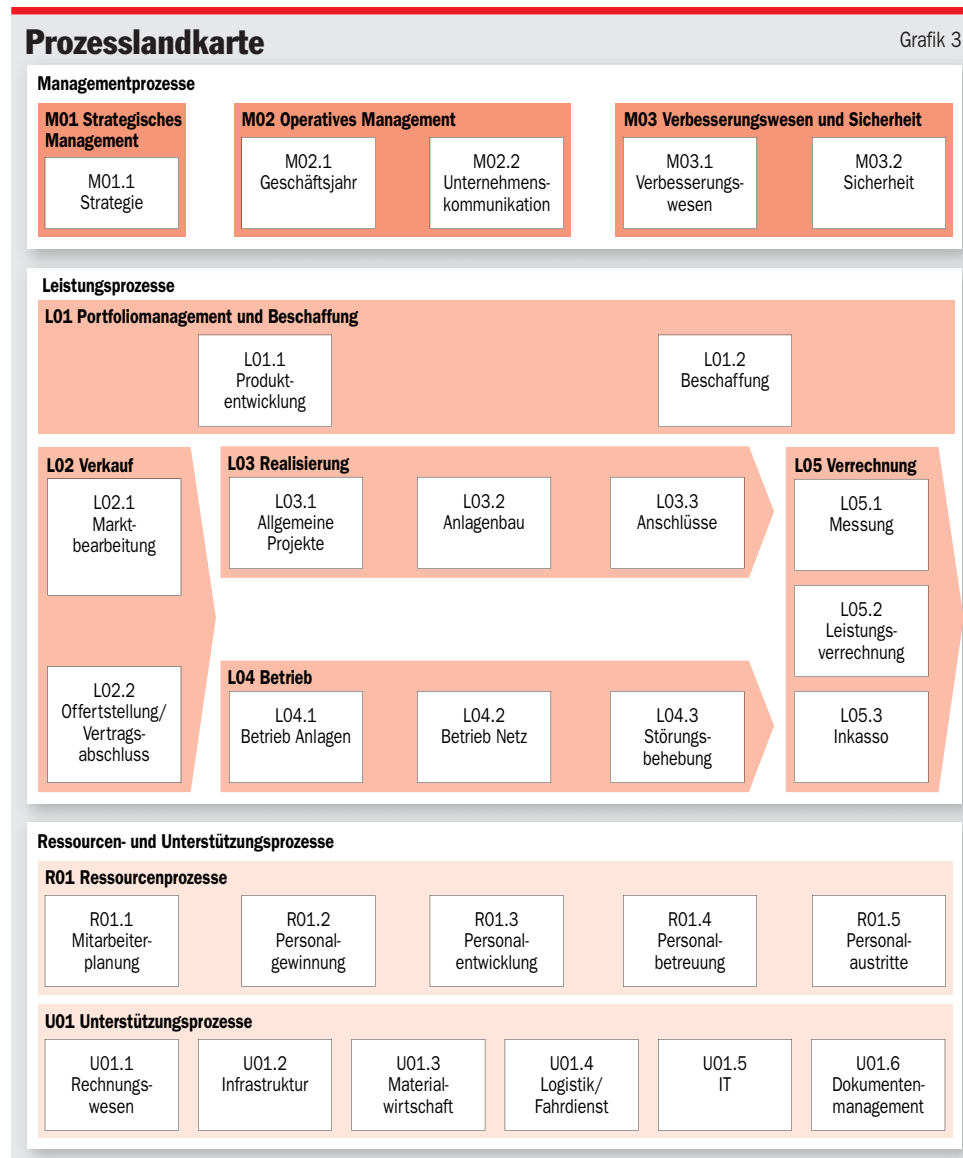 Prozesslandkarte
Grafik 3
Managementprozesse
M01 Strategisches
Management
M01.1
Strategie
M02 Operatives Management
M02.1
Geschäftsjahr
M02.2
Unternehmens-
kommunikation
M03 Verbesserungswesen und Sicherheit
M03.1
Verbesserungs-
wesen
M03.2
Sicherheit
Leistungsprozesse
L01 Portfoliomanagement und Beschaffung
L01.1
Produkt-
entwicklung
L01.2
Beschaffung
L02 Verkauf
L02.1
Markt-
bearbeitung
L02.2
Offertstellung/
Vertrags-
abschluss
L03 Realisierung
L03.1
Allgemeine
Projekte
L03.2
Anlagenbau
L03.3
Anschlüsse
L04 Betrieb
L04.1
Betrieb Anlagen
L04.2
Betrieb Netz
L04.3
Störungs-
behebung
L05 Verrechnung
L05.1
Messung
L05.2
Leistungs-
verrechnung
L05.3
Inkasso
Ressourcen- und Unterstützungsprozesse
R01 Ressourcenprozesse
R01.1
Mitarbeiter-
planung
R01.2
Personal-
gewinnung
R01.3
Personal-
entwicklung
R01.4
Personal-
betreuung
R01.5
Personal-
austritte
U01 Unterstützungsprozesse
U01.1
Rechnungs-
wesen
U01.2
Infrastruktur
U01.3
Material-
wirtschaft
U01.4
Logistik/
Fahrdienst
U01.5
IT
U01.6
Dokumenten-
management